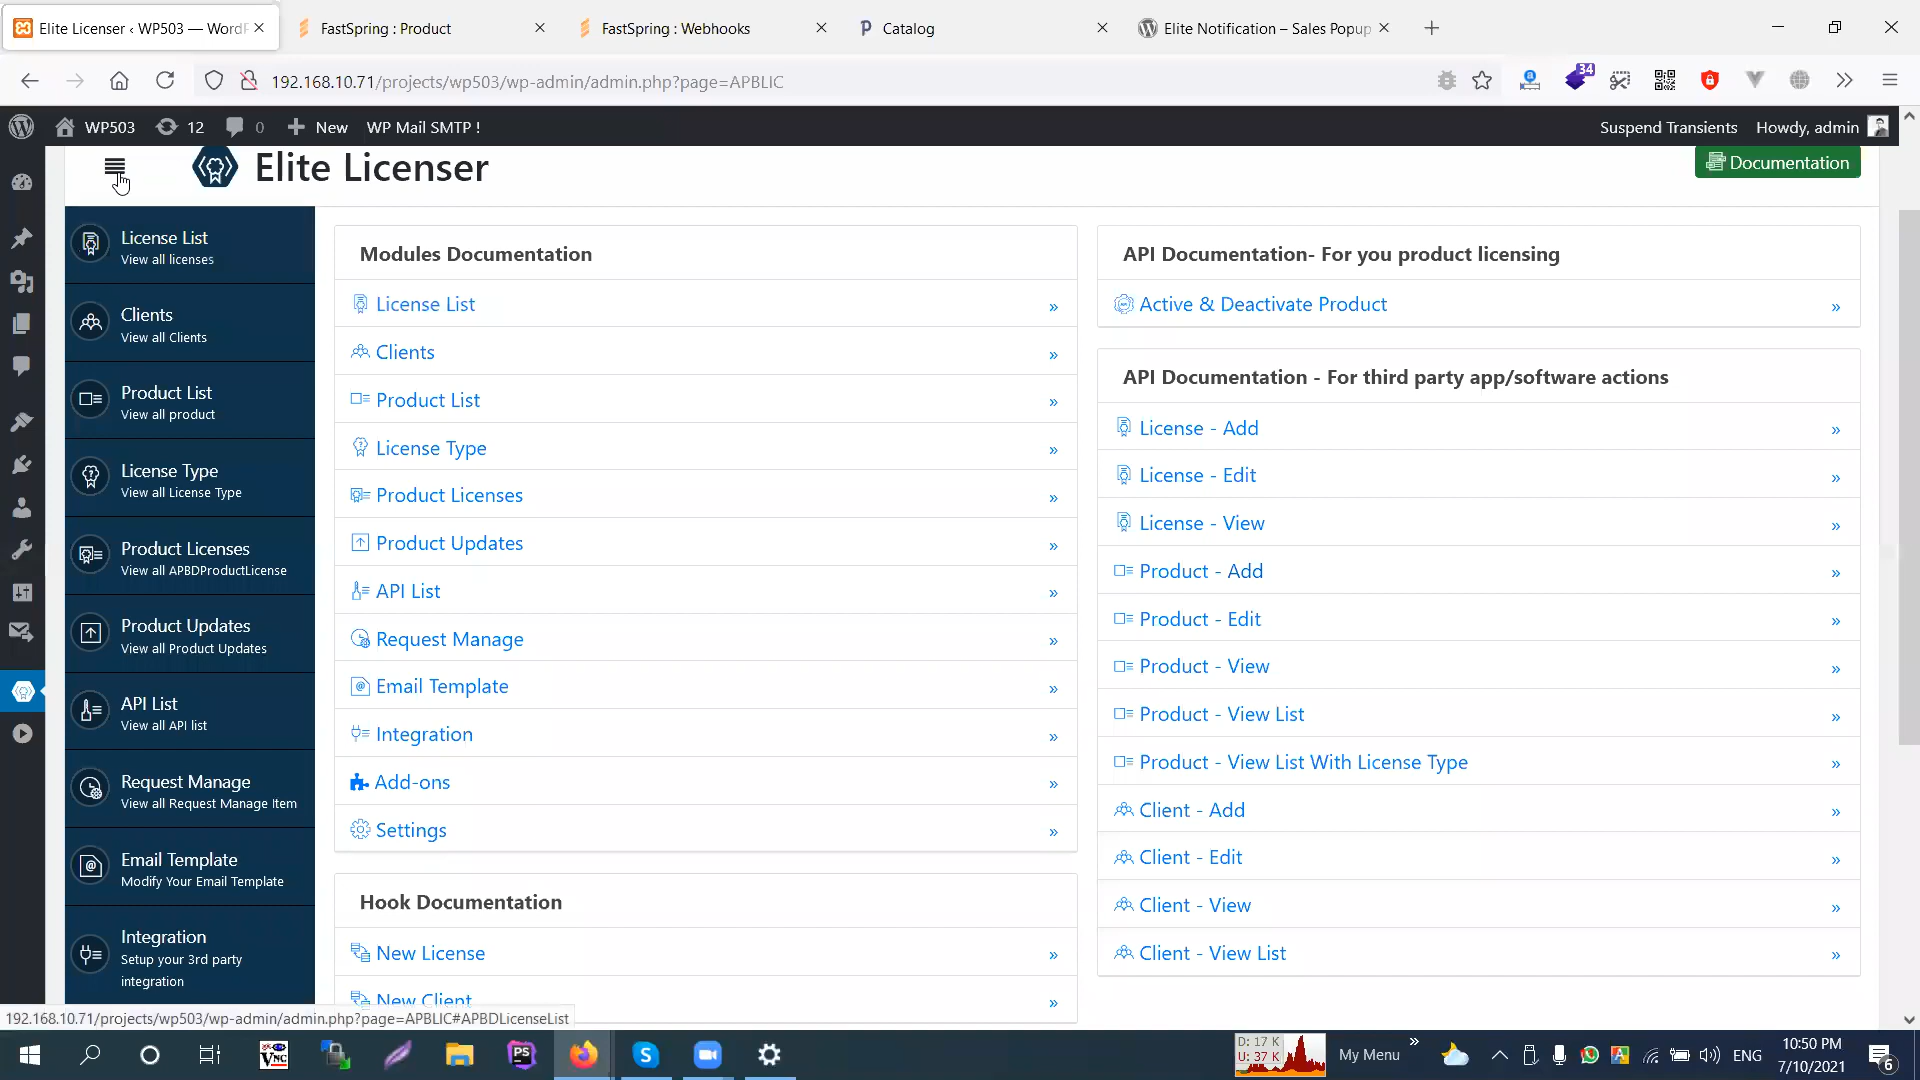 Elite Licenser ‹ WP503 — WordP
FastSpring : Product
FastSpring : Webhooks
Catalog
Elite Notification – Sales Popup
192.168.10.71/projects/wp503/wp-admin/admin.php?page=APBLIC
34
WP503
12
0
New
WP Mail SMTP !
Suspend Transients
Howdy, admin
Elite Licenser
Documentation
License List
View all licenses
Clients
View all Clients
Product List
View all product
License Type
View all License Type
Product Licenses
View all APBDProductLicense
Product Updates
View all Product Updates
API List
View all API list
Request Manage
View all Request Manage Item
Email Template
Modify Your Email Template
Integration
Setup your 3rd party
integration
Modules Documentation
License List »
Clients »
Product List »
License Type »
Product Licenses »
Product Updates »
API List »
Request Manage »
Email Template »
Integration »
Add-ons »
Settings »
Hook Documentation
New License »
New Client »
API Documentation- For you product licensing
Active & Deactivate Product »
API Documentation - For third party app/software actions
License - Add »
License - Edit »
License - View »
Product - Add »
Product - Edit »
Product - View »
Product - View List »
Product - View List With License Type »
Client - Add »
Client - Edit »
Client - View »
Client - View List »
192.168.10.71/projects/wp503/wp-admin/admin.php?page=APBLIC#APBDLicenseList
VNC
PS
D: 17 K
U: 37 K
My Menu
ENG
10:50 PM
7/10/2021
6